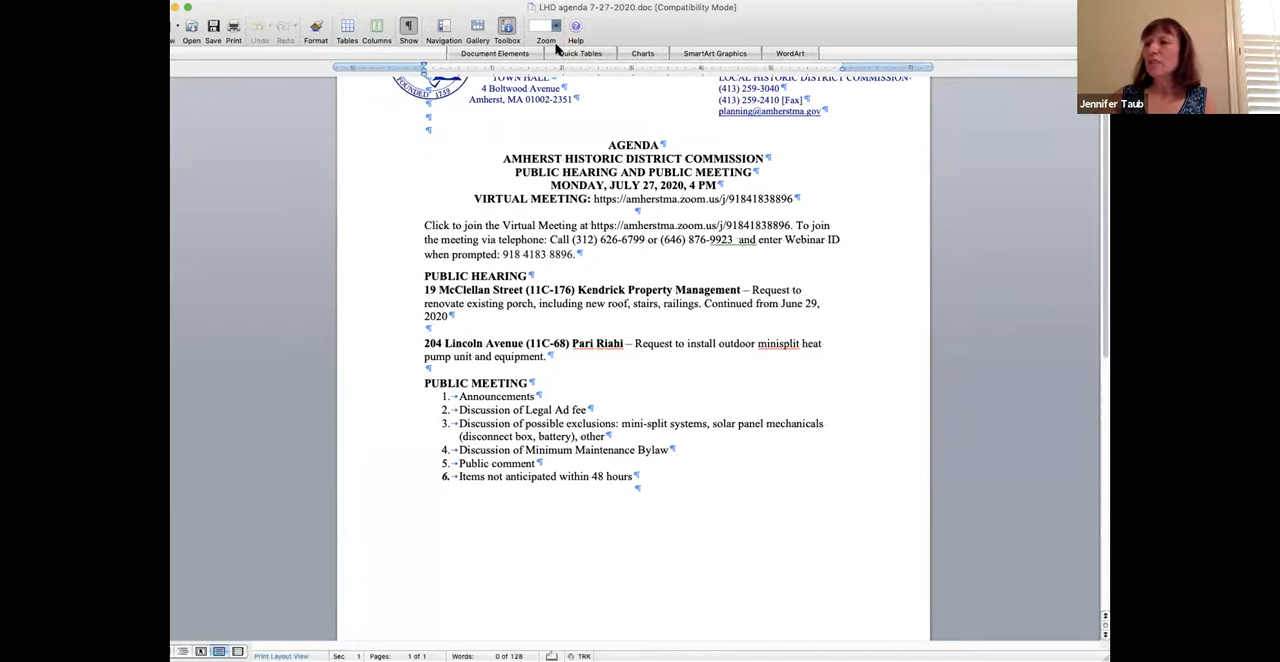 LHD agenda 7-27-2020.doc [Compatibility Mode]
Open Save Print Undo Redo Format Tables Columns Show Navigation Gallery Toolbox Zoom Help
Document Elements Quick Tables Charts SmartArt Graphics WordArt
FOUNDED 1759
TOWN HALL
4 Boltwood Avenue
Amherst, MA 01002-2351
LOCAL HISTORIC DISTRICT COMMISSION
(413) 259-3040
(413) 259-2410 [Fax]
planning@amherstma.gov
AGENDA
AMHERST HISTORIC DISTRICT COMMISSION
PUBLIC HEARING AND PUBLIC MEETING
MONDAY, JULY 27, 2020, 4 PM
VIRTUAL MEETING: https://amherstma.zoom.us/j/91841838896
Click to join the Virtual Meeting at https://amherstma.zoom.us/j/91841838896. To join
the meeting via telephone: Call (312) 626-6799 or (646) 876-9923 and enter Webinar ID
when prompted: 918 4183 8896.
PUBLIC HEARING
19 McClellan Street (11C-176) Kendrick Property Management – Request to
renovate existing porch, including new roof, stairs, railings. Continued from June 29,
2020
204 Lincoln Avenue (11C-68) Pari Riahi – Request to install outdoor minisplit heat
pump unit and equipment.
PUBLIC MEETING
1. Announcements
2. Discussion of Legal Ad fee
3. Discussion of possible exclusions: mini-split systems, solar panel mechanicals
(disconnect box, battery), other
4. Discussion of Minimum Maintenance Bylaw
5. Public comment
6. Items not anticipated within 48 hours
Print Layout View Sec 1 Pages: 1 of 1 Words: 0 of 128 TRK
Jennifer Taub